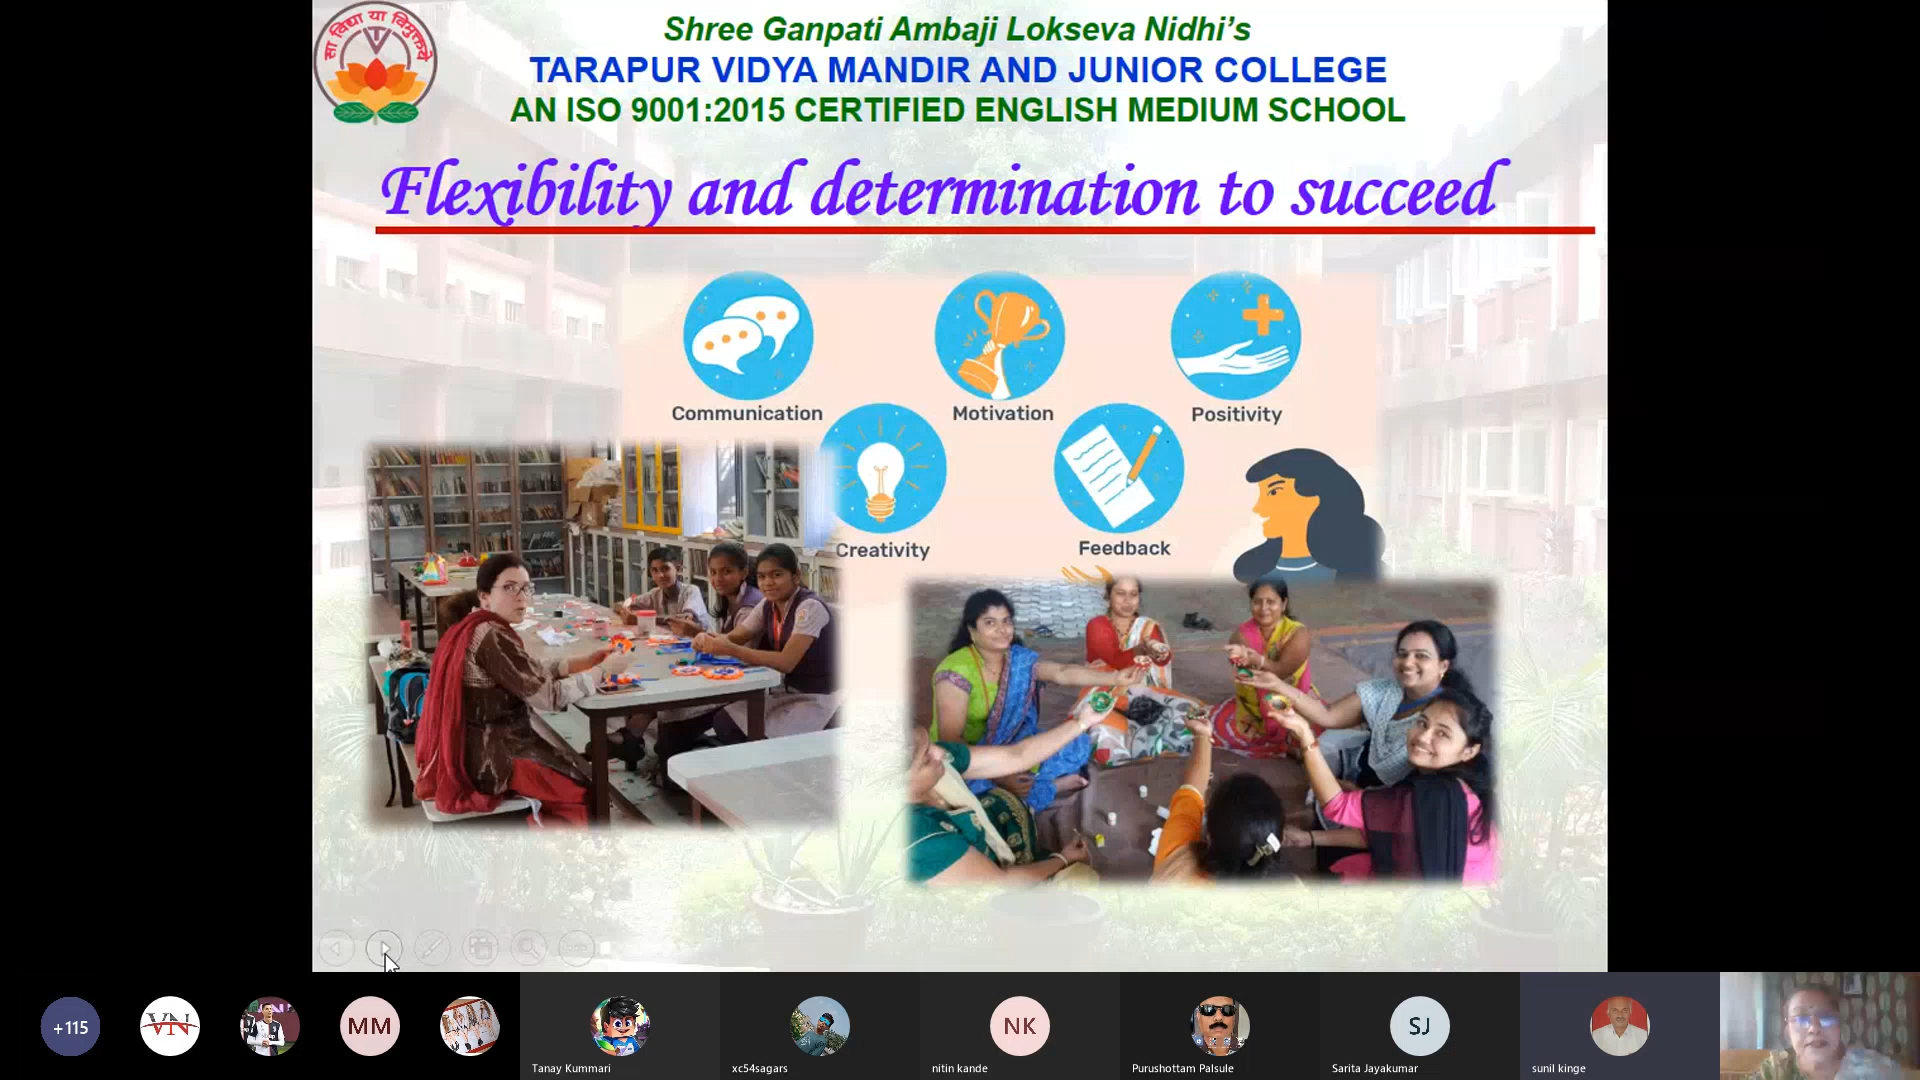 सा विद्या या विमुक्तये
Shree Ganpati Ambaji Lokseva Nidhi's
TARAPUR VIDYA MANDIR AND JUNIOR COLLEGE
AN ISO 9001:2015 CERTIFIED ENGLISH MEDIUM SCHOOL
Flexibility and determination to succeed
Communication
Motivation
Positivity
Creativity
Feedback
+115
VN
MM
NK
SJ
Tanay Kummari
xc54sagars
nitin kande
Purushottam Palsule
Sarita Jayakumar
sunil kinge